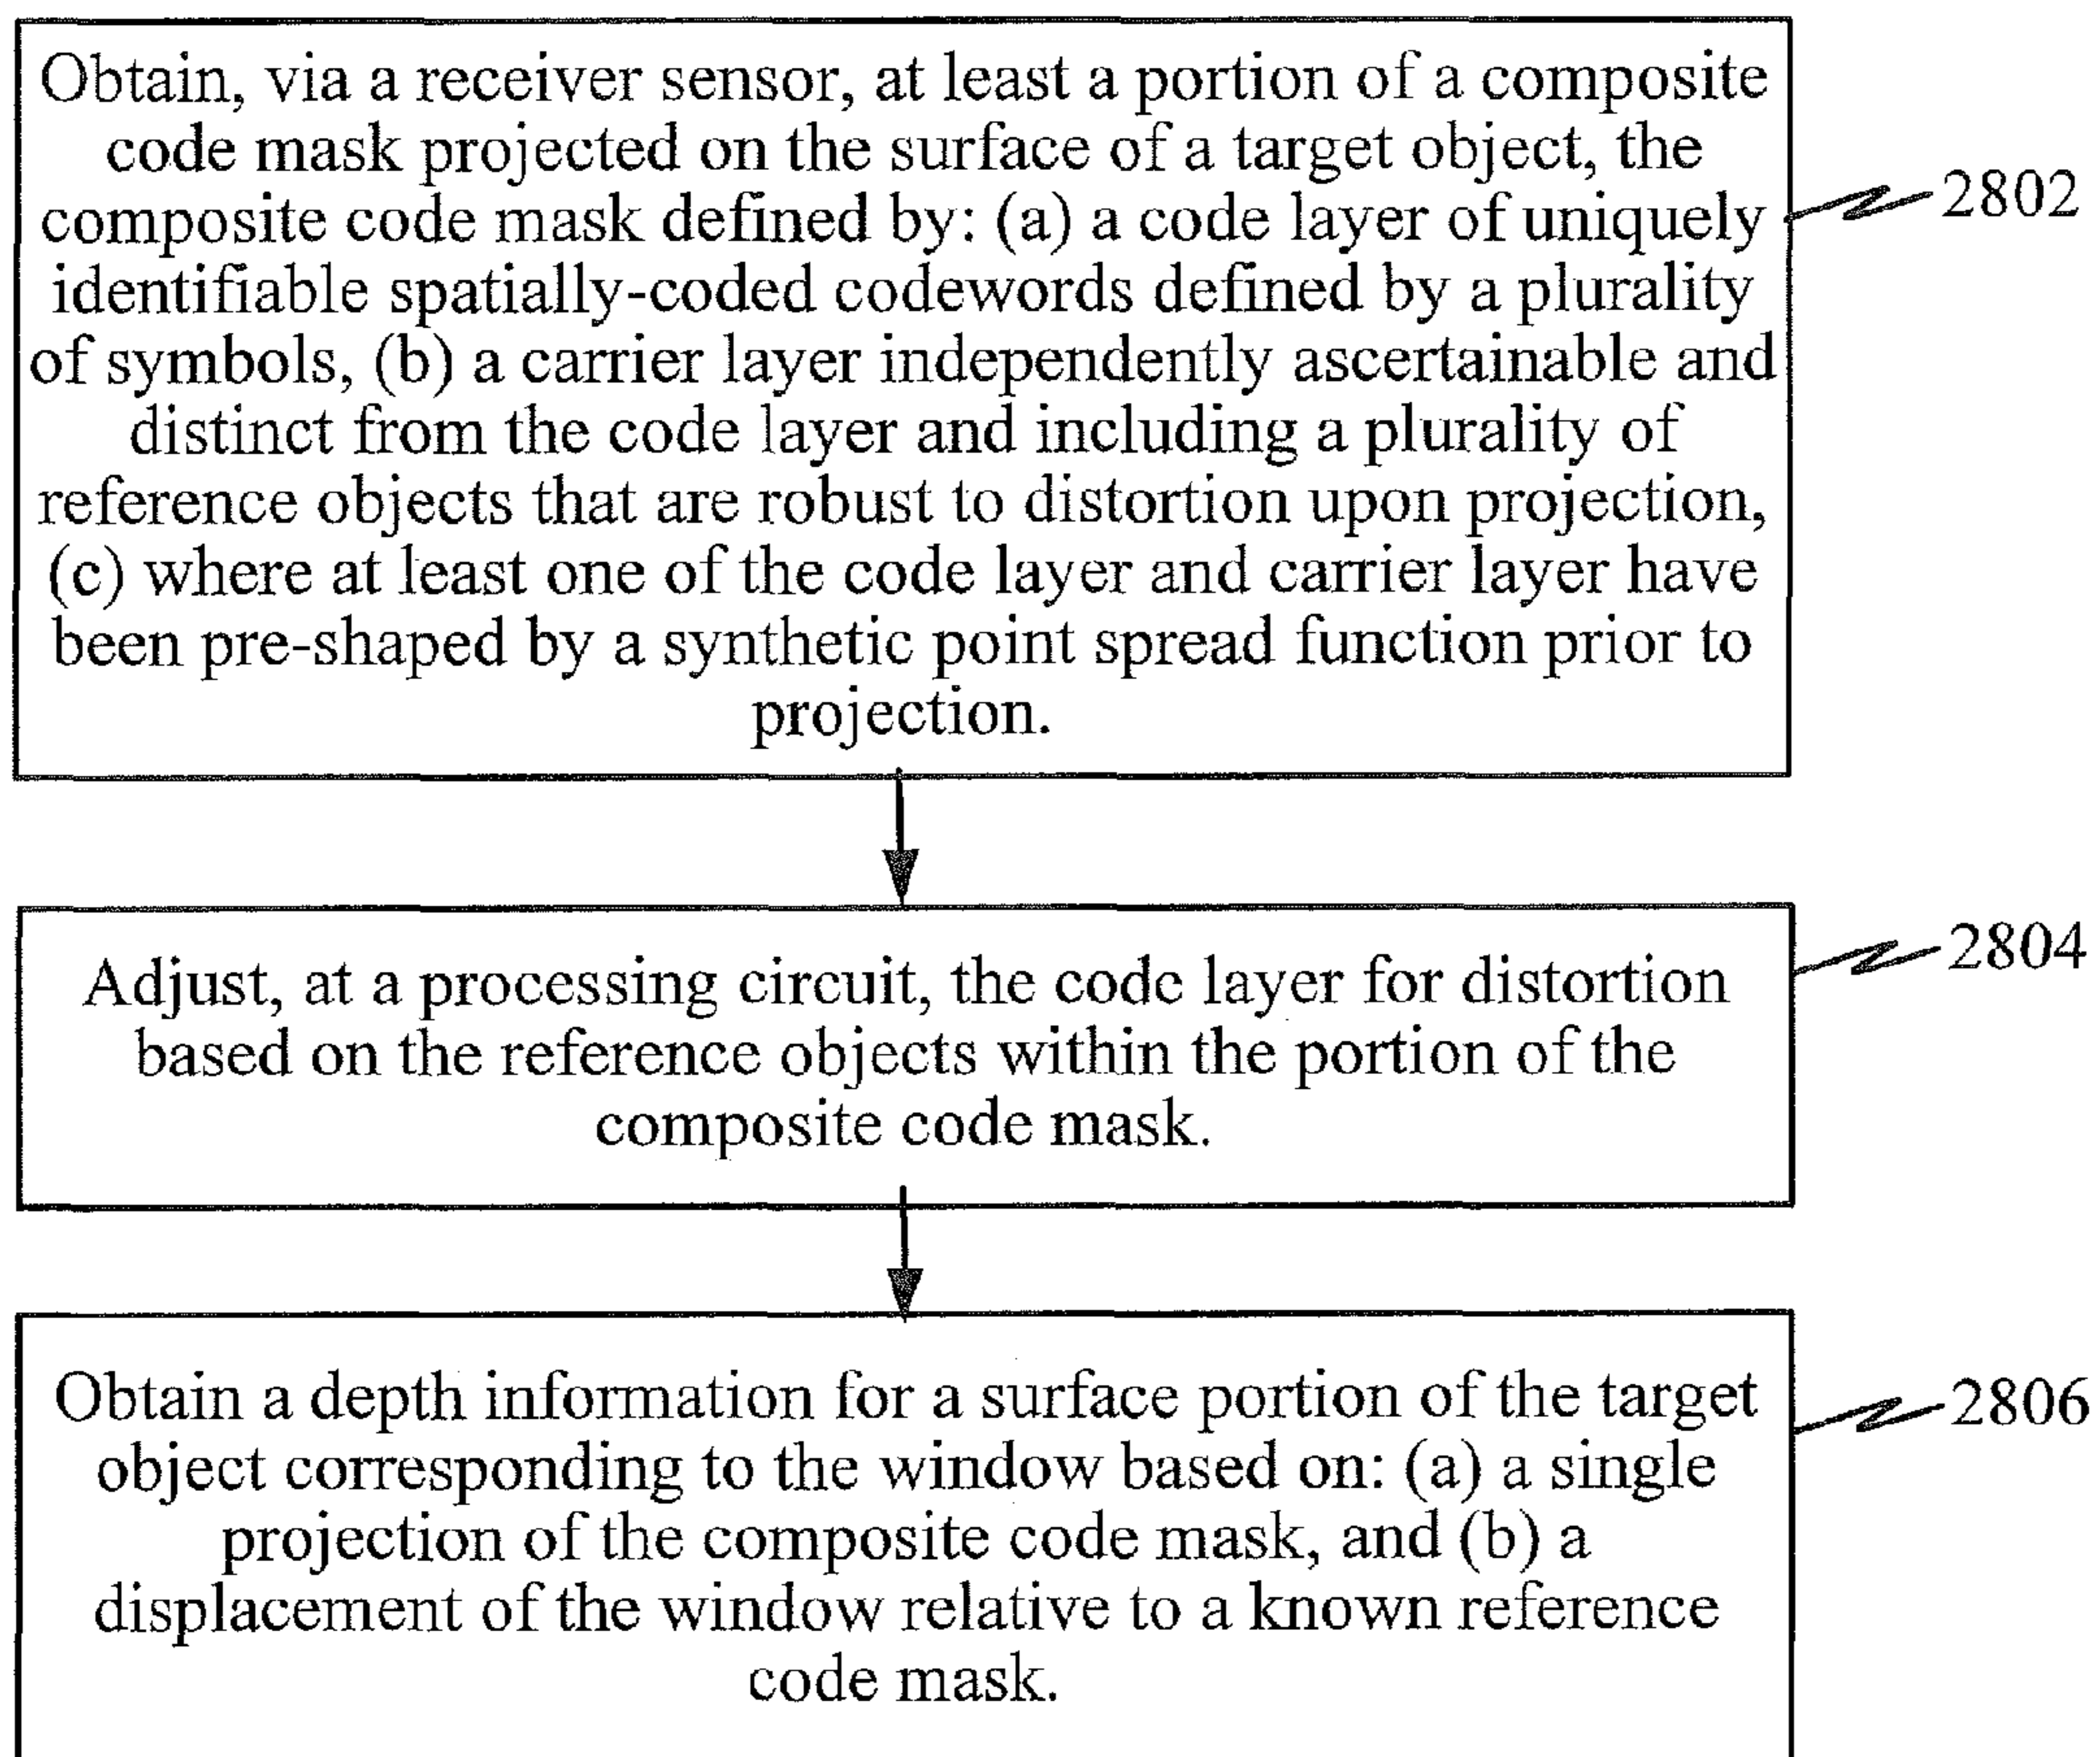 Obtain, via a receiver sensor, at least a portion of a composite
code mask projected on the surface of a target object, the
composite code mask defined by: (a) a code layer of uniquely
identifiable spatially-coded codewords defined by a plurality
of symbols, (b) a carrier layer independently ascertainable and
distinct from the code layer and including a plurality of
reference objects that are robust to distortion upon projection,
(c) where at least one of the code layer and carrier layer have
been pre-shaped by a synthetic point spread function prior to
projection.
2802
Adjust, at a processing circuit, the code layer for distortion
based on the reference objects within the portion of the
composite code mask.
2804
Obtain a depth information for a surface portion of the target
object corresponding to the window based on: (a) a single
projection of the composite code mask, and (b) a
displacement of the window relative to a known reference
code mask.
2806